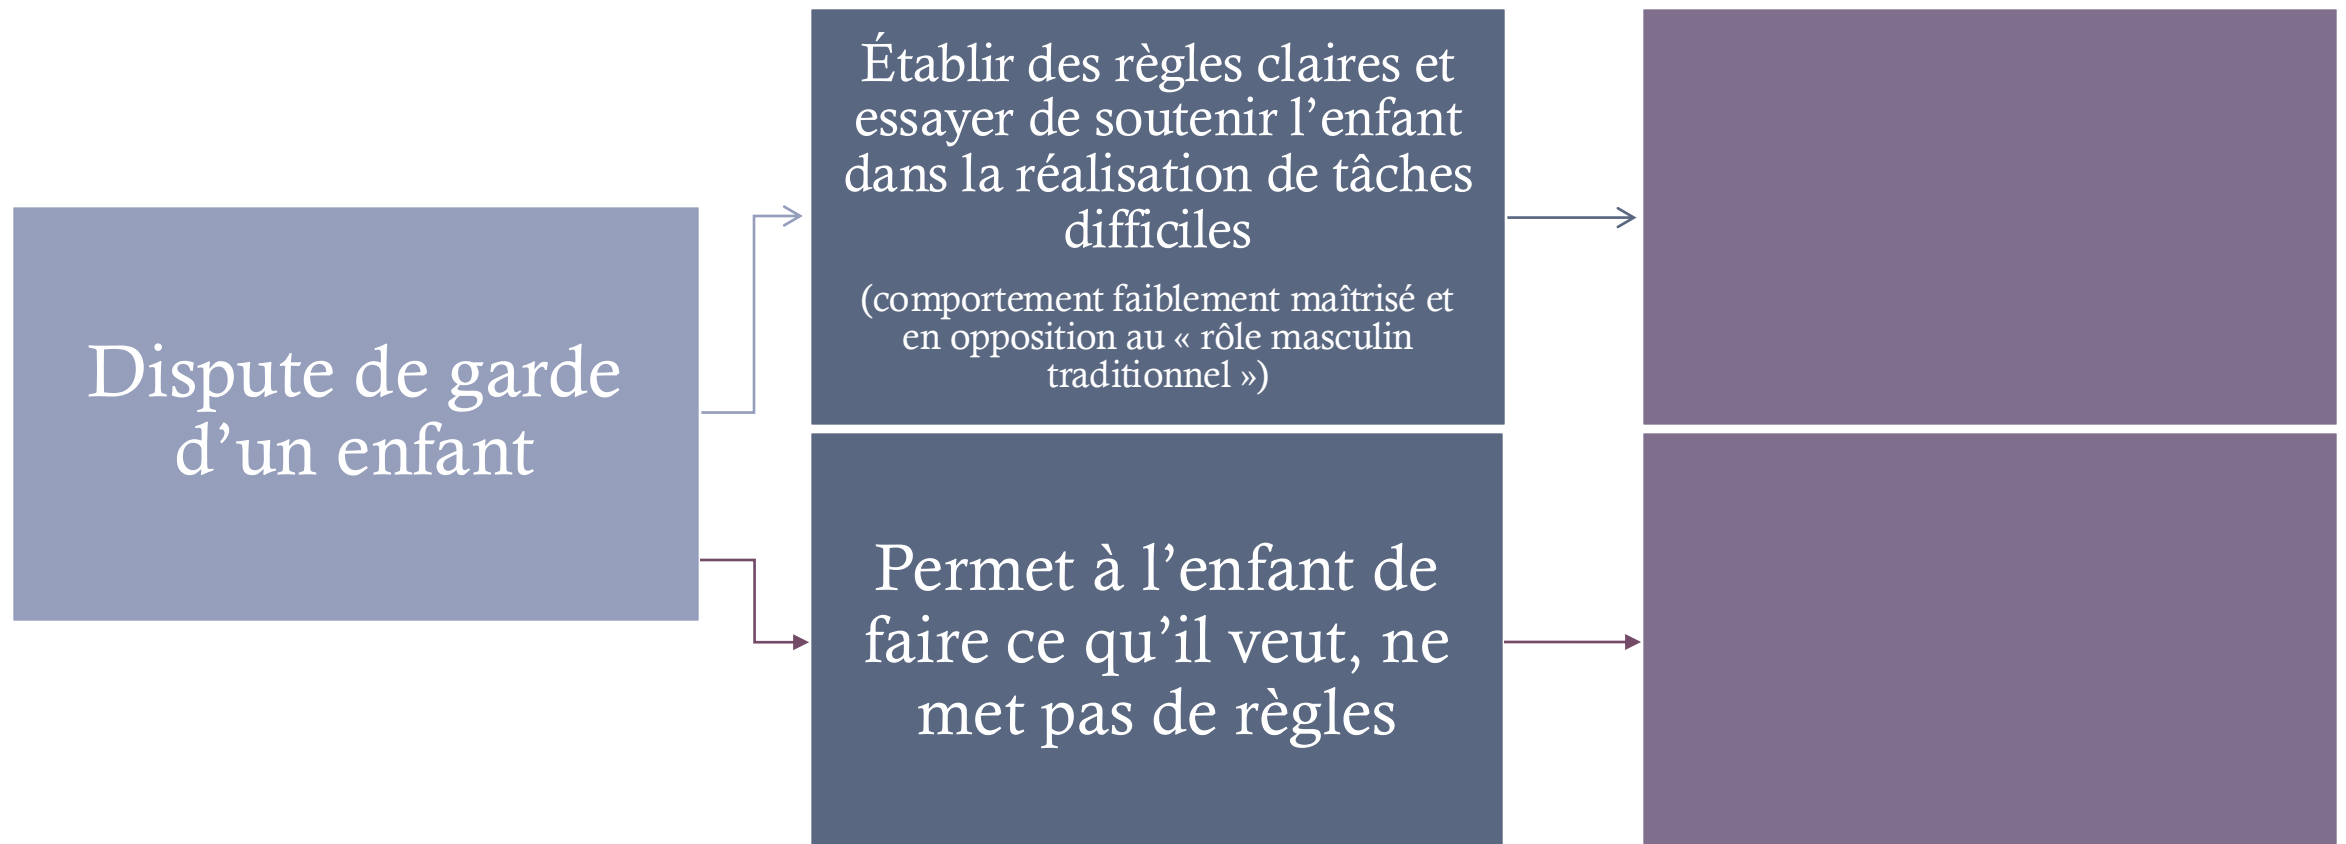 Dispute de garde
d’un enfant
Établir des règles claires et
essayer de soutenir l’enfant
dans la réalisation de tâches
difficiles
(comportement faiblement maîtrisé et
en opposition au « rôle masculin
traditionnel »)
Permet à l’enfant de
faire ce qu’il veut, ne
met pas de règles